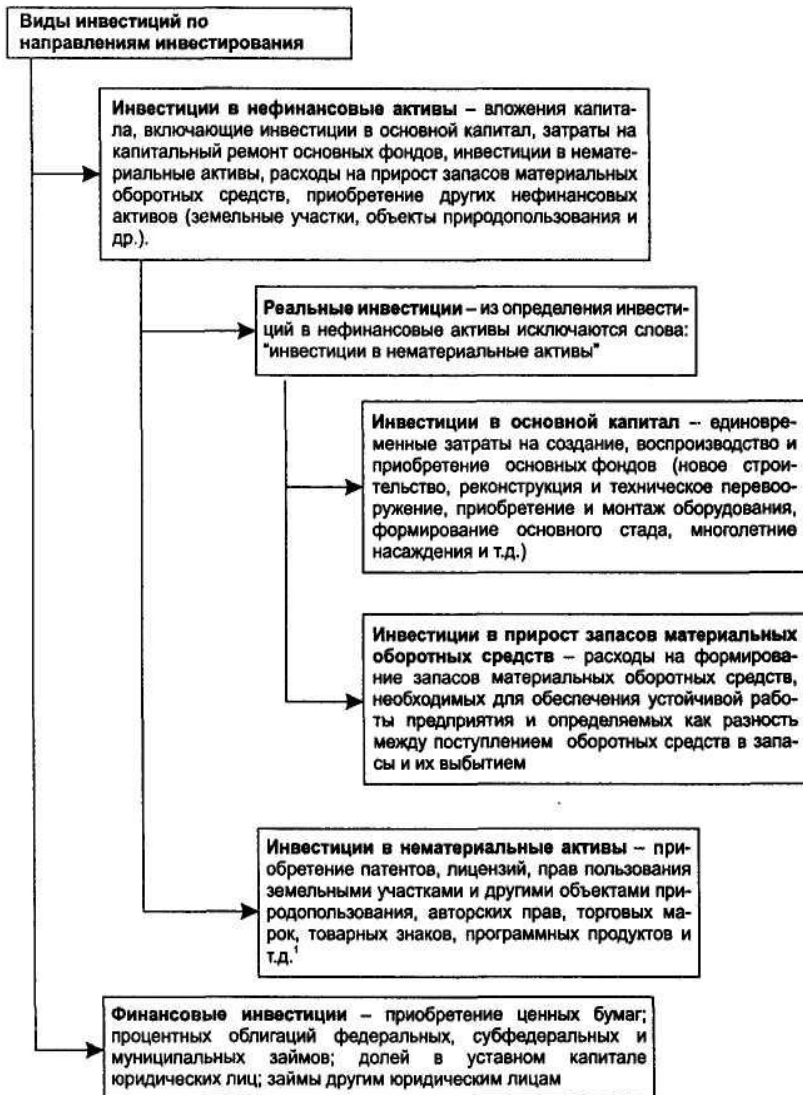 Виды инвестиций по
направлениям инвестирования
Инвестиции в нефинансовые активы – вложения капита-
ла, включающие инвестиции в основной капитал, затраты на
капитальный ремонт основных фондов, инвестиции в немате-
риальные активы, расходы на прирост запасов материальных
оборотных средств, приобретение других нефинансовых
активов (земельные участки, объекты природопользования и
др.).
Реальные инвестиции – из определения инвести-
ций в нефинансовые активы исключаются слова:
"инвестиции в нематериальные активы"
Инвестиции в основной капитал – единовре-
менные затраты на создание, воспроизводство и
приобретение основных фондов (новое строи-
тельство, реконструкция и техническое перевоо-
ружение, приобретение и монтаж оборудования,
формирование основного стада, многолетние
насаждения и т.д.)
Инвестиции в прирост запасов материальных
оборотных средств – расходы на формирова-
ние запасов материальных оборотных средств,
необходимых для обеспечения устойчивой рабо-
ты предприятия и определяемых как разность
между поступлением оборотных средств в запа-
сы и их выбытием
Инвестиции в нематериальные активы – при-
обретение патентов, лицензий, прав пользования
земельными участками и другими объектами при-
родопользования, авторских прав, торговых ма-
рок, товарных знаков, программных продуктов и
т.д.¹
Финансовые инвестиции – приобретение ценных бумаг;
процентных облигаций федеральных, субфедеральных и
муниципальных займов; долей в уставном капитале
юридических лиц; займы другим юридическим лицам